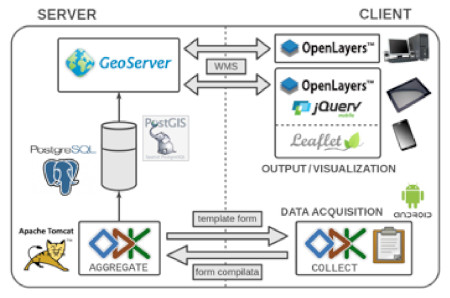 SERVER
CLIENT
GeoServer
WMS
OpenLayers™
OpenLayers™
jQuery
mobile
Leaflet
OUTPUT / VISUALIZATION
PostGIS
PostgreSQL
Apache Tomcat
AGGREGATE
template form
form compilata
DATA ACQUISITION
COLLECT
ANDROID